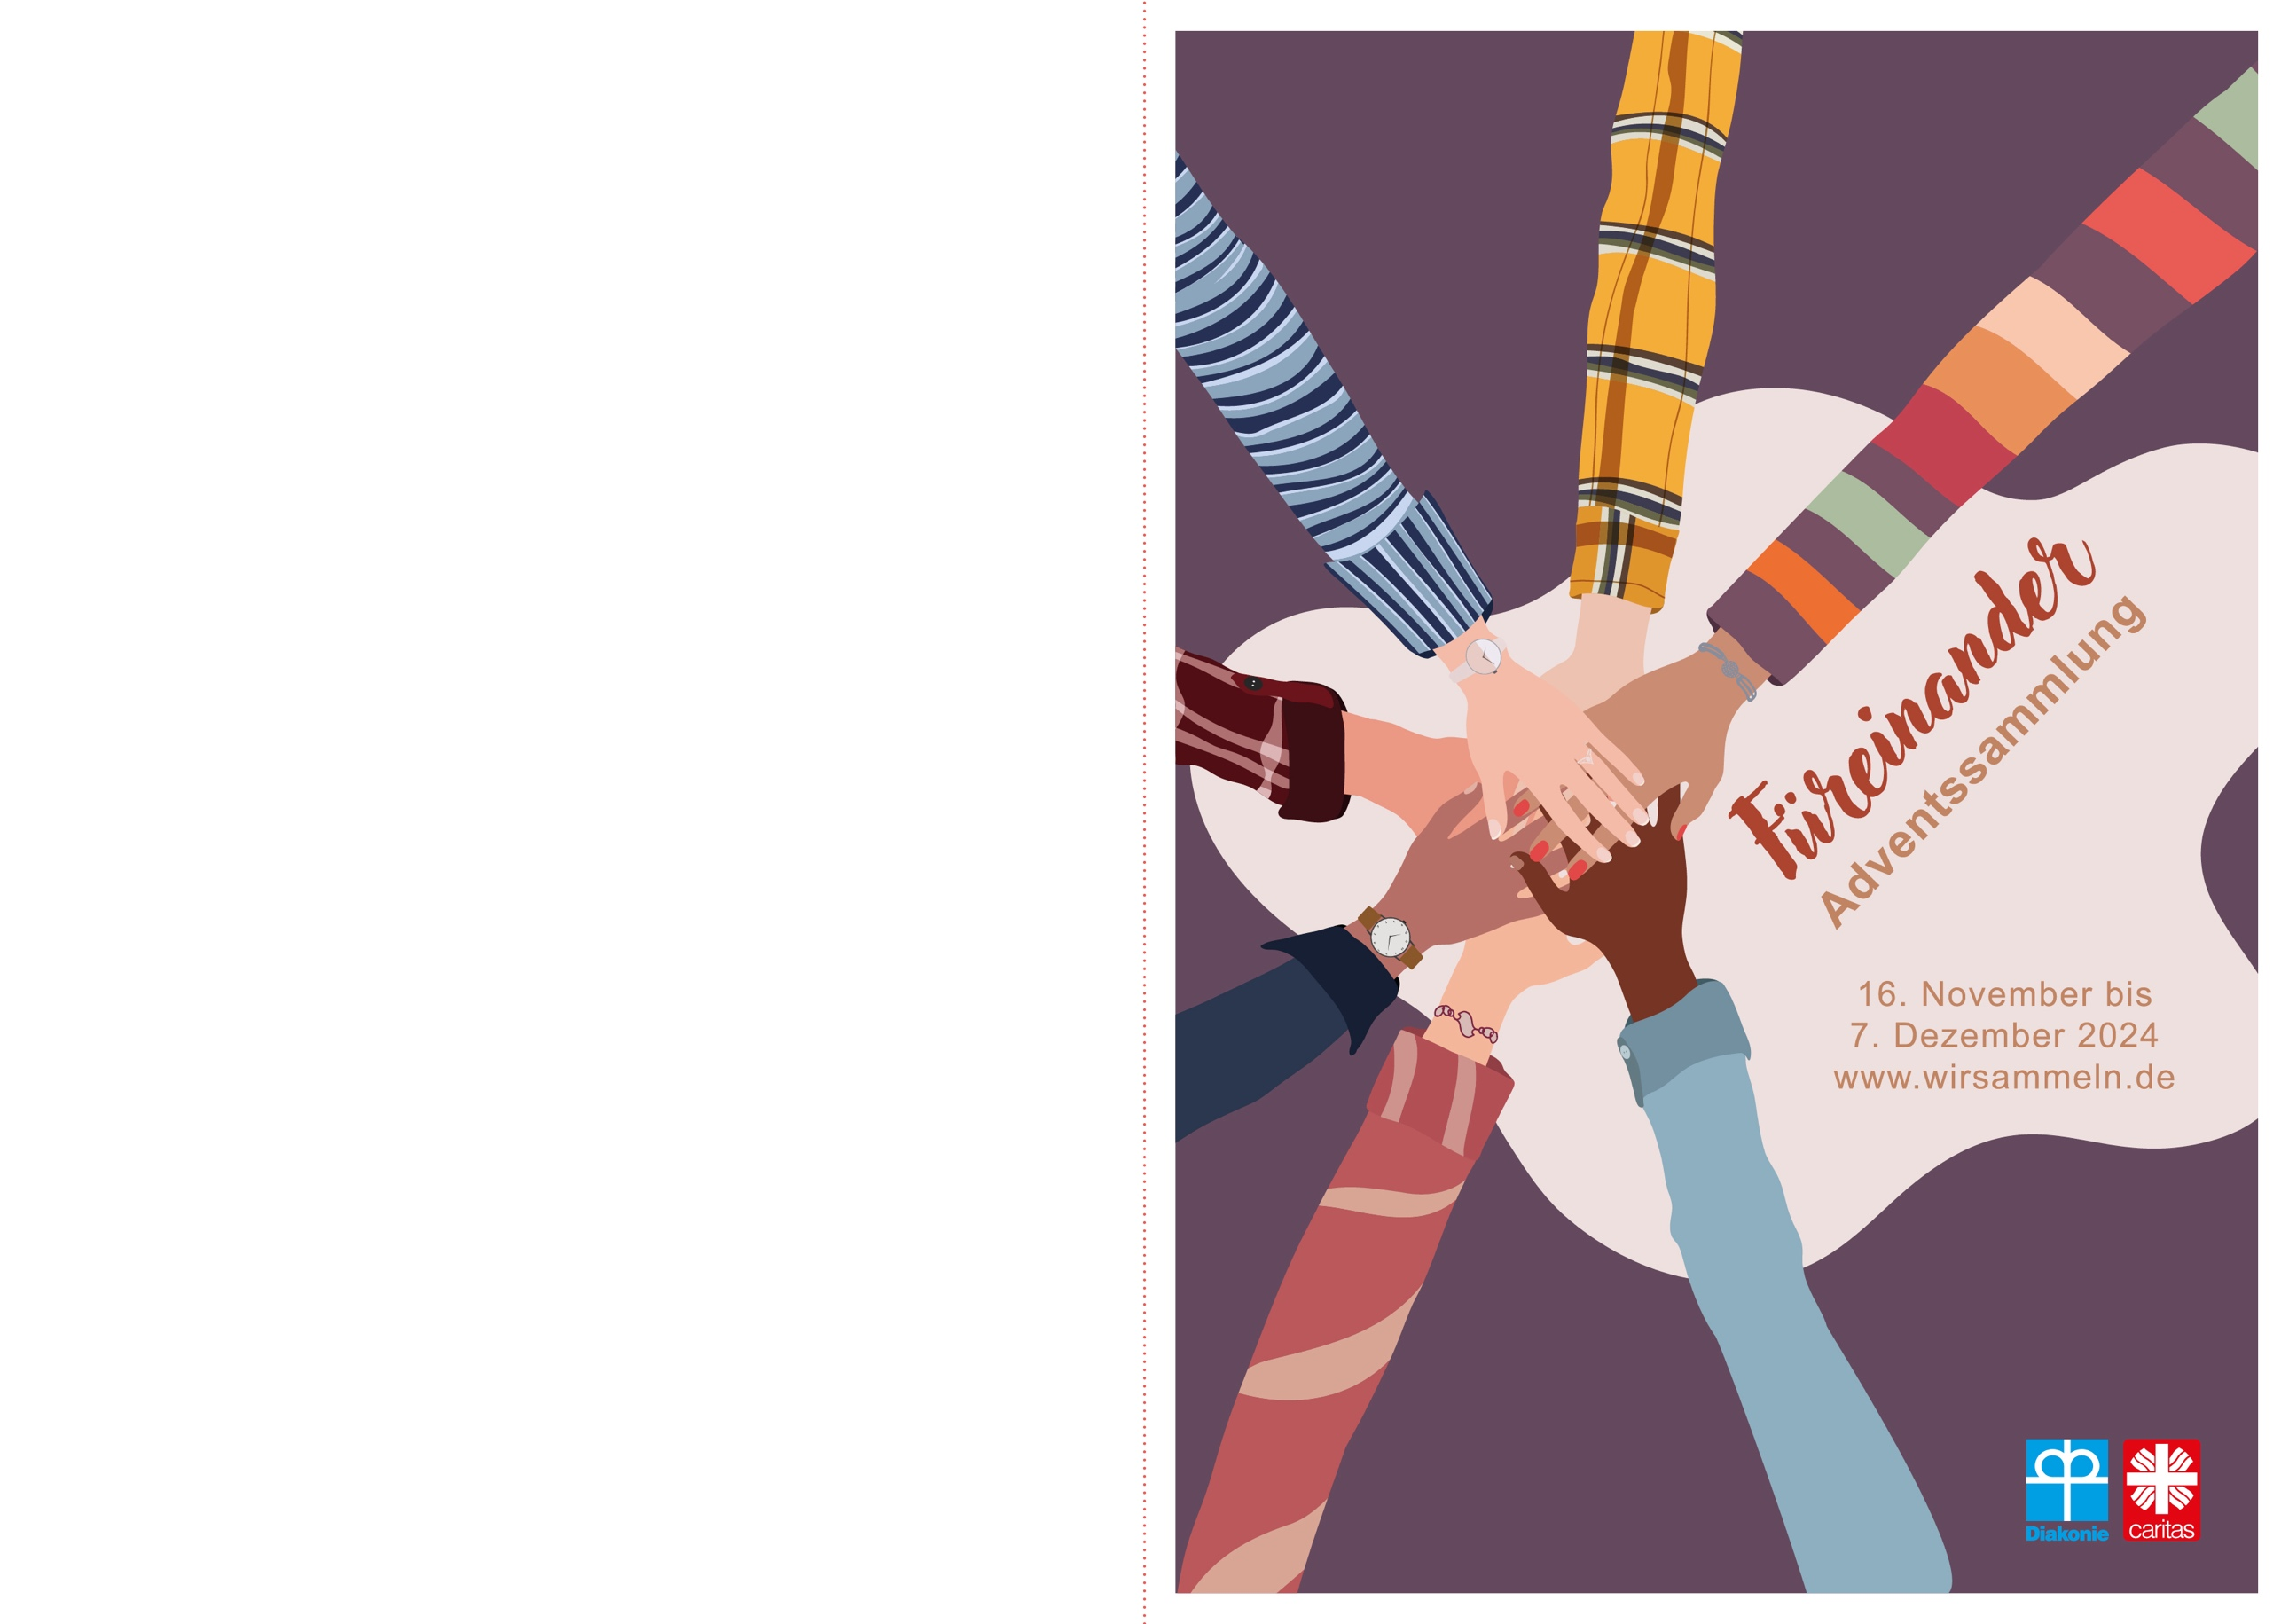 Füreinander
Adventssammlung
16. November bis
7. Dezember 2024
www.wirsammeln.de
Diakonie
caritas